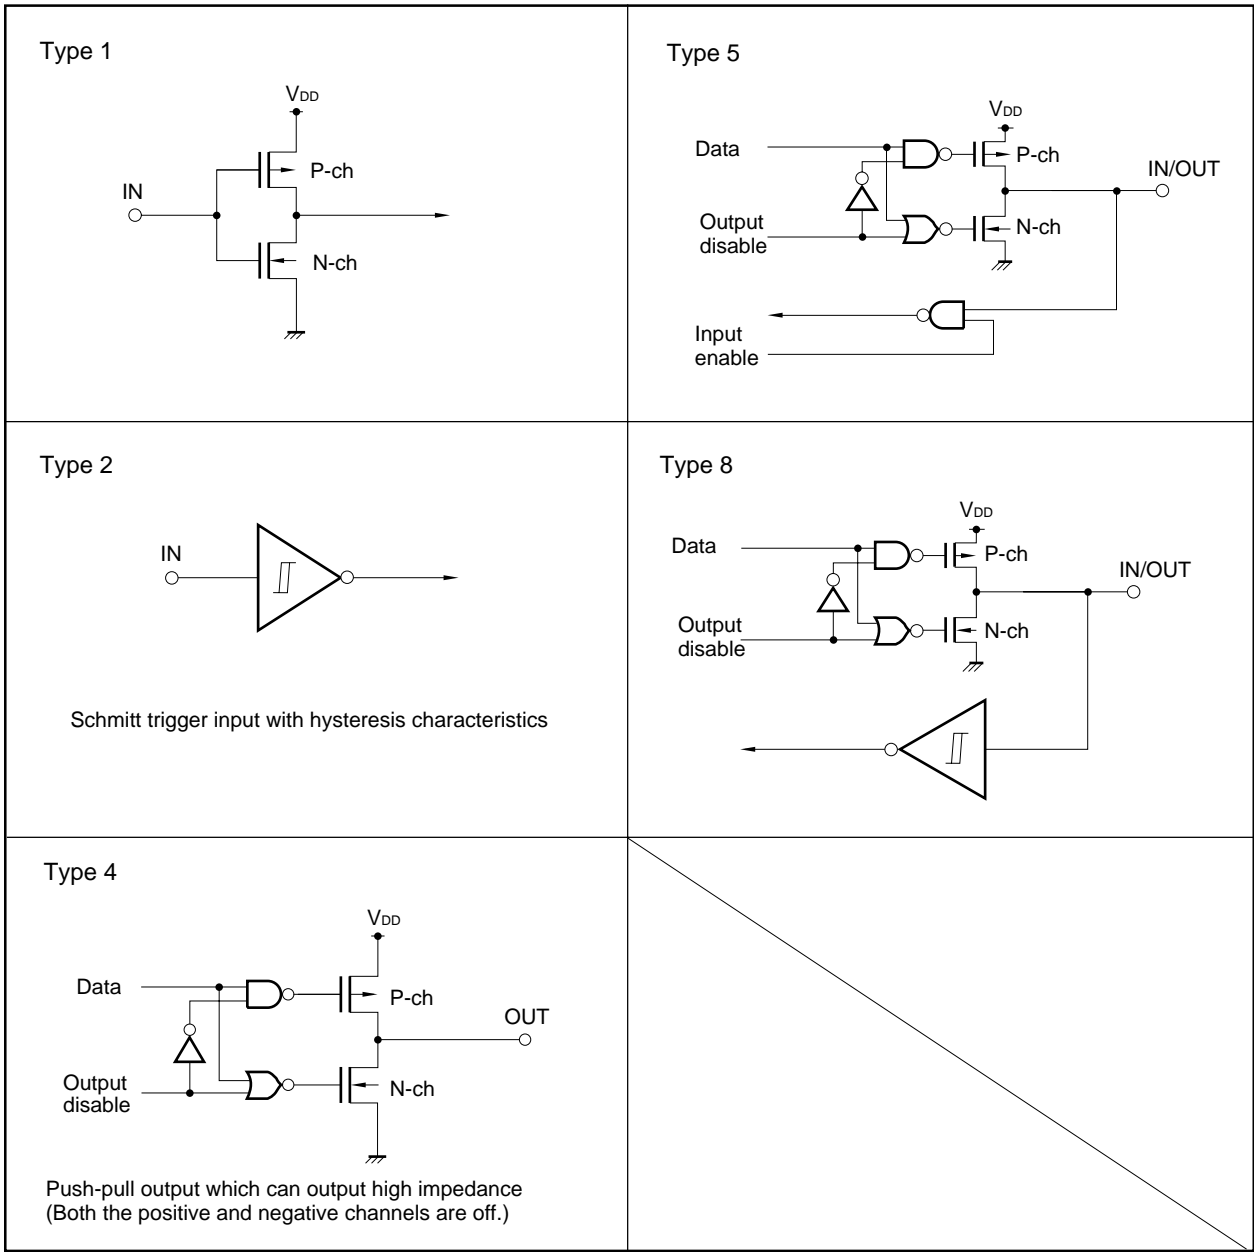 Type 1
VDD
P-ch
IN
N-ch
Type 5
VDD
Data
P-ch
IN/OUT
Output
disable
N-ch
Input
enable
Type 2
IN
Schmitt trigger input with hysteresis characteristics
Type 8
VDD
Data
P-ch
IN/OUT
Output
disable
N-ch
Type 4
VDD
Data
P-ch
OUT
Output
disable
N-ch
Push-pull output which can output high impedance
(Both the positive and negative channels are off.)